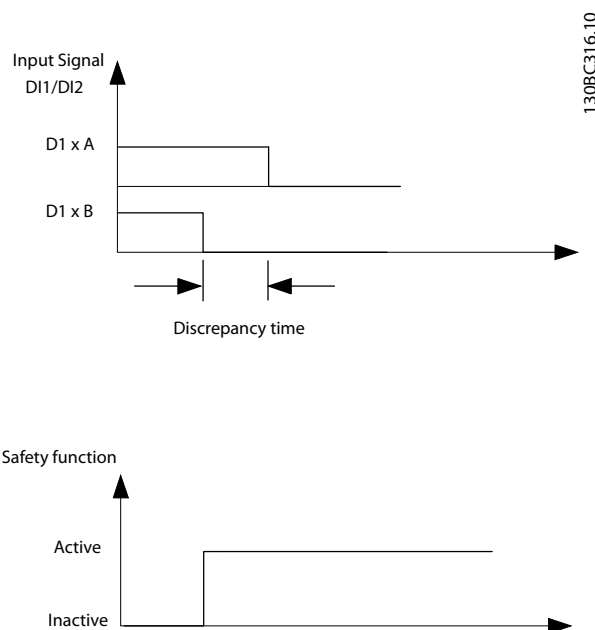 130BC316.10
Input Signal
DI1/DI2
D1 x A
D1 x B
Discrepancy time
Safety function
Active
Inactive